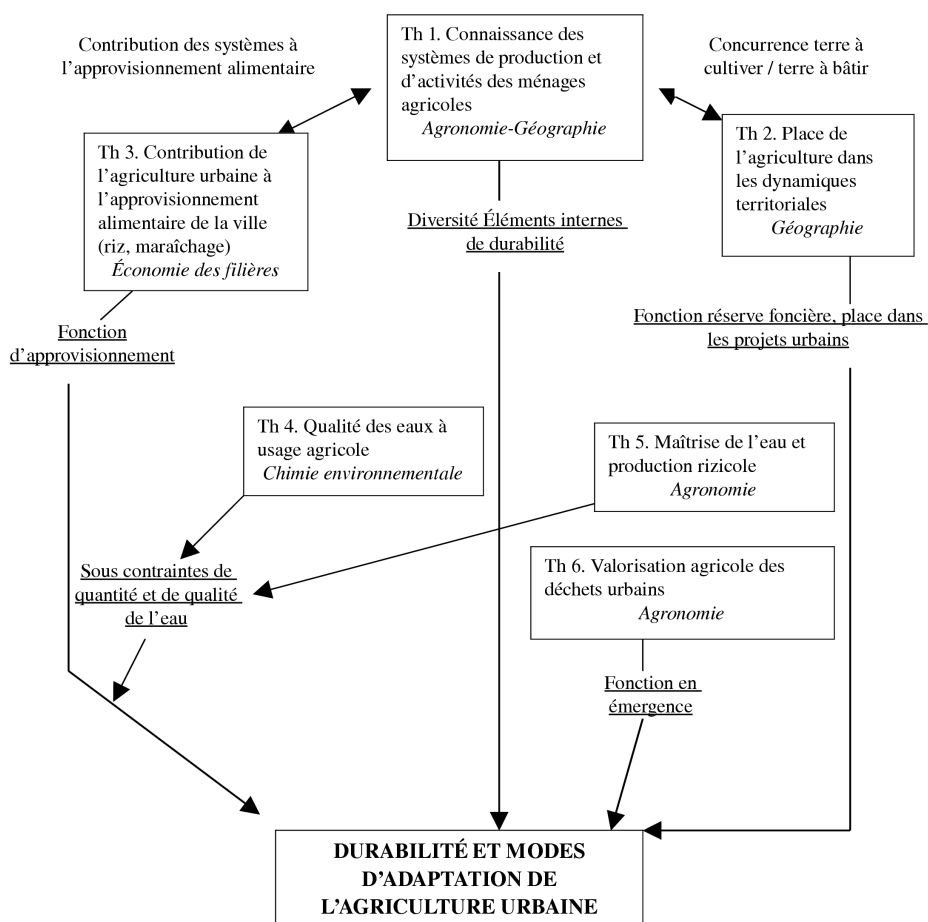 Contribution des systèmes à
l'approvisionnement alimentaire
Th 1. Connaissance des
systèmes de production et
d'activités des ménages
agricoles
Agronomie-Géographie
Concurrence terre à
cultiver / terre à bâtir
Th 3. Contribution de
l'agriculture urbaine à
l'approvisionnement
alimentaire de la ville
(riz, maraîchage)
Économie des filières
Th 2. Place de
l'agriculture dans
les dynamiques
territoriales
Géographie
Diversité Éléments internes
de durabilité
Fonction
d'approvisionnement
Fonction réserve foncière, place dans
les projets urbains
Th 4. Qualité des eaux à
usage agricole
Chimie environnementale
Th 5. Maîtrise de l'eau et
production rizicole
Agronomie
Sous contraintes de
quantité et de qualité
de l'eau
Th 6. Valorisation agricole des
déchets urbains
Agronomie
Fonction en
émergence
DURABILITÉ ET MODES
D'ADAPTATION DE
L'AGRICULTURE URBAINE